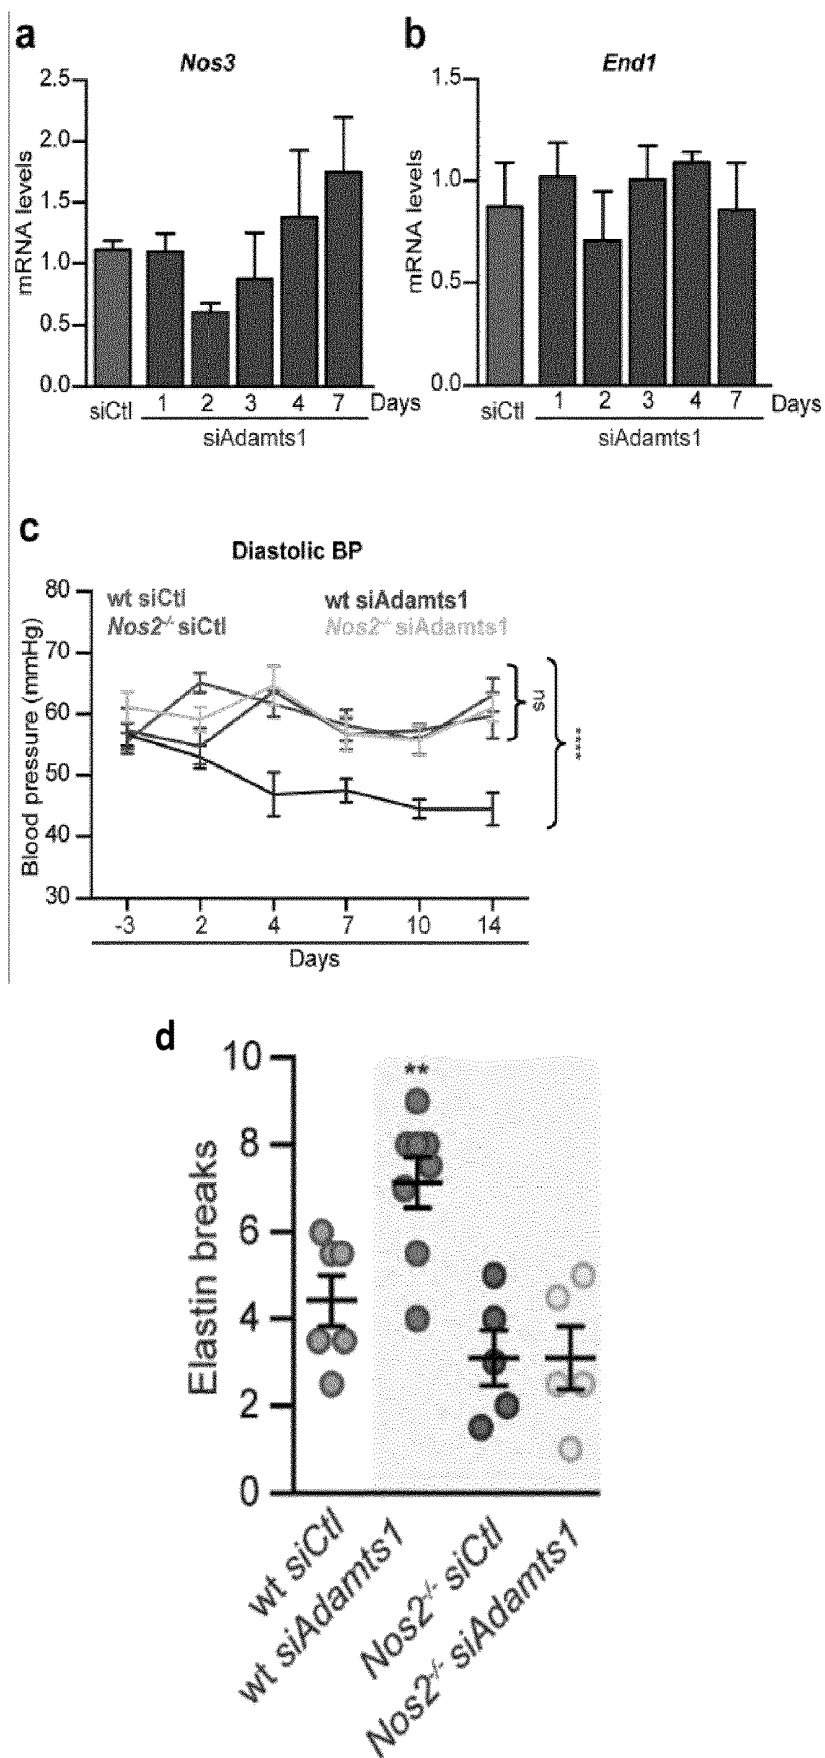 a
Nos3
mRNA levels
2.5
2.0
1.5
1.0
0.5
0.0
siCtl 1 2 3 4 7 Days
siAdamts1
b
End1
mRNA levels
1.5
1.0
0.5
0.0
siCtl 1 2 3 4 7 Days
siAdamts1
c
Diastolic BP
Blood pressure (mmHg)
80
70
60
50
40
30
wt siCtl wt siAdamts1
Nos2-/- siCtl Nos2-/- siAdamts1
ns
****
-3 2 4 7 10 14
Days
d
Elastin breaks
10
8
6
4
2
0
**
wt siCtl
wt siAdamts1
Nos2-/- siCtl
Nos2-/- siAdamts1